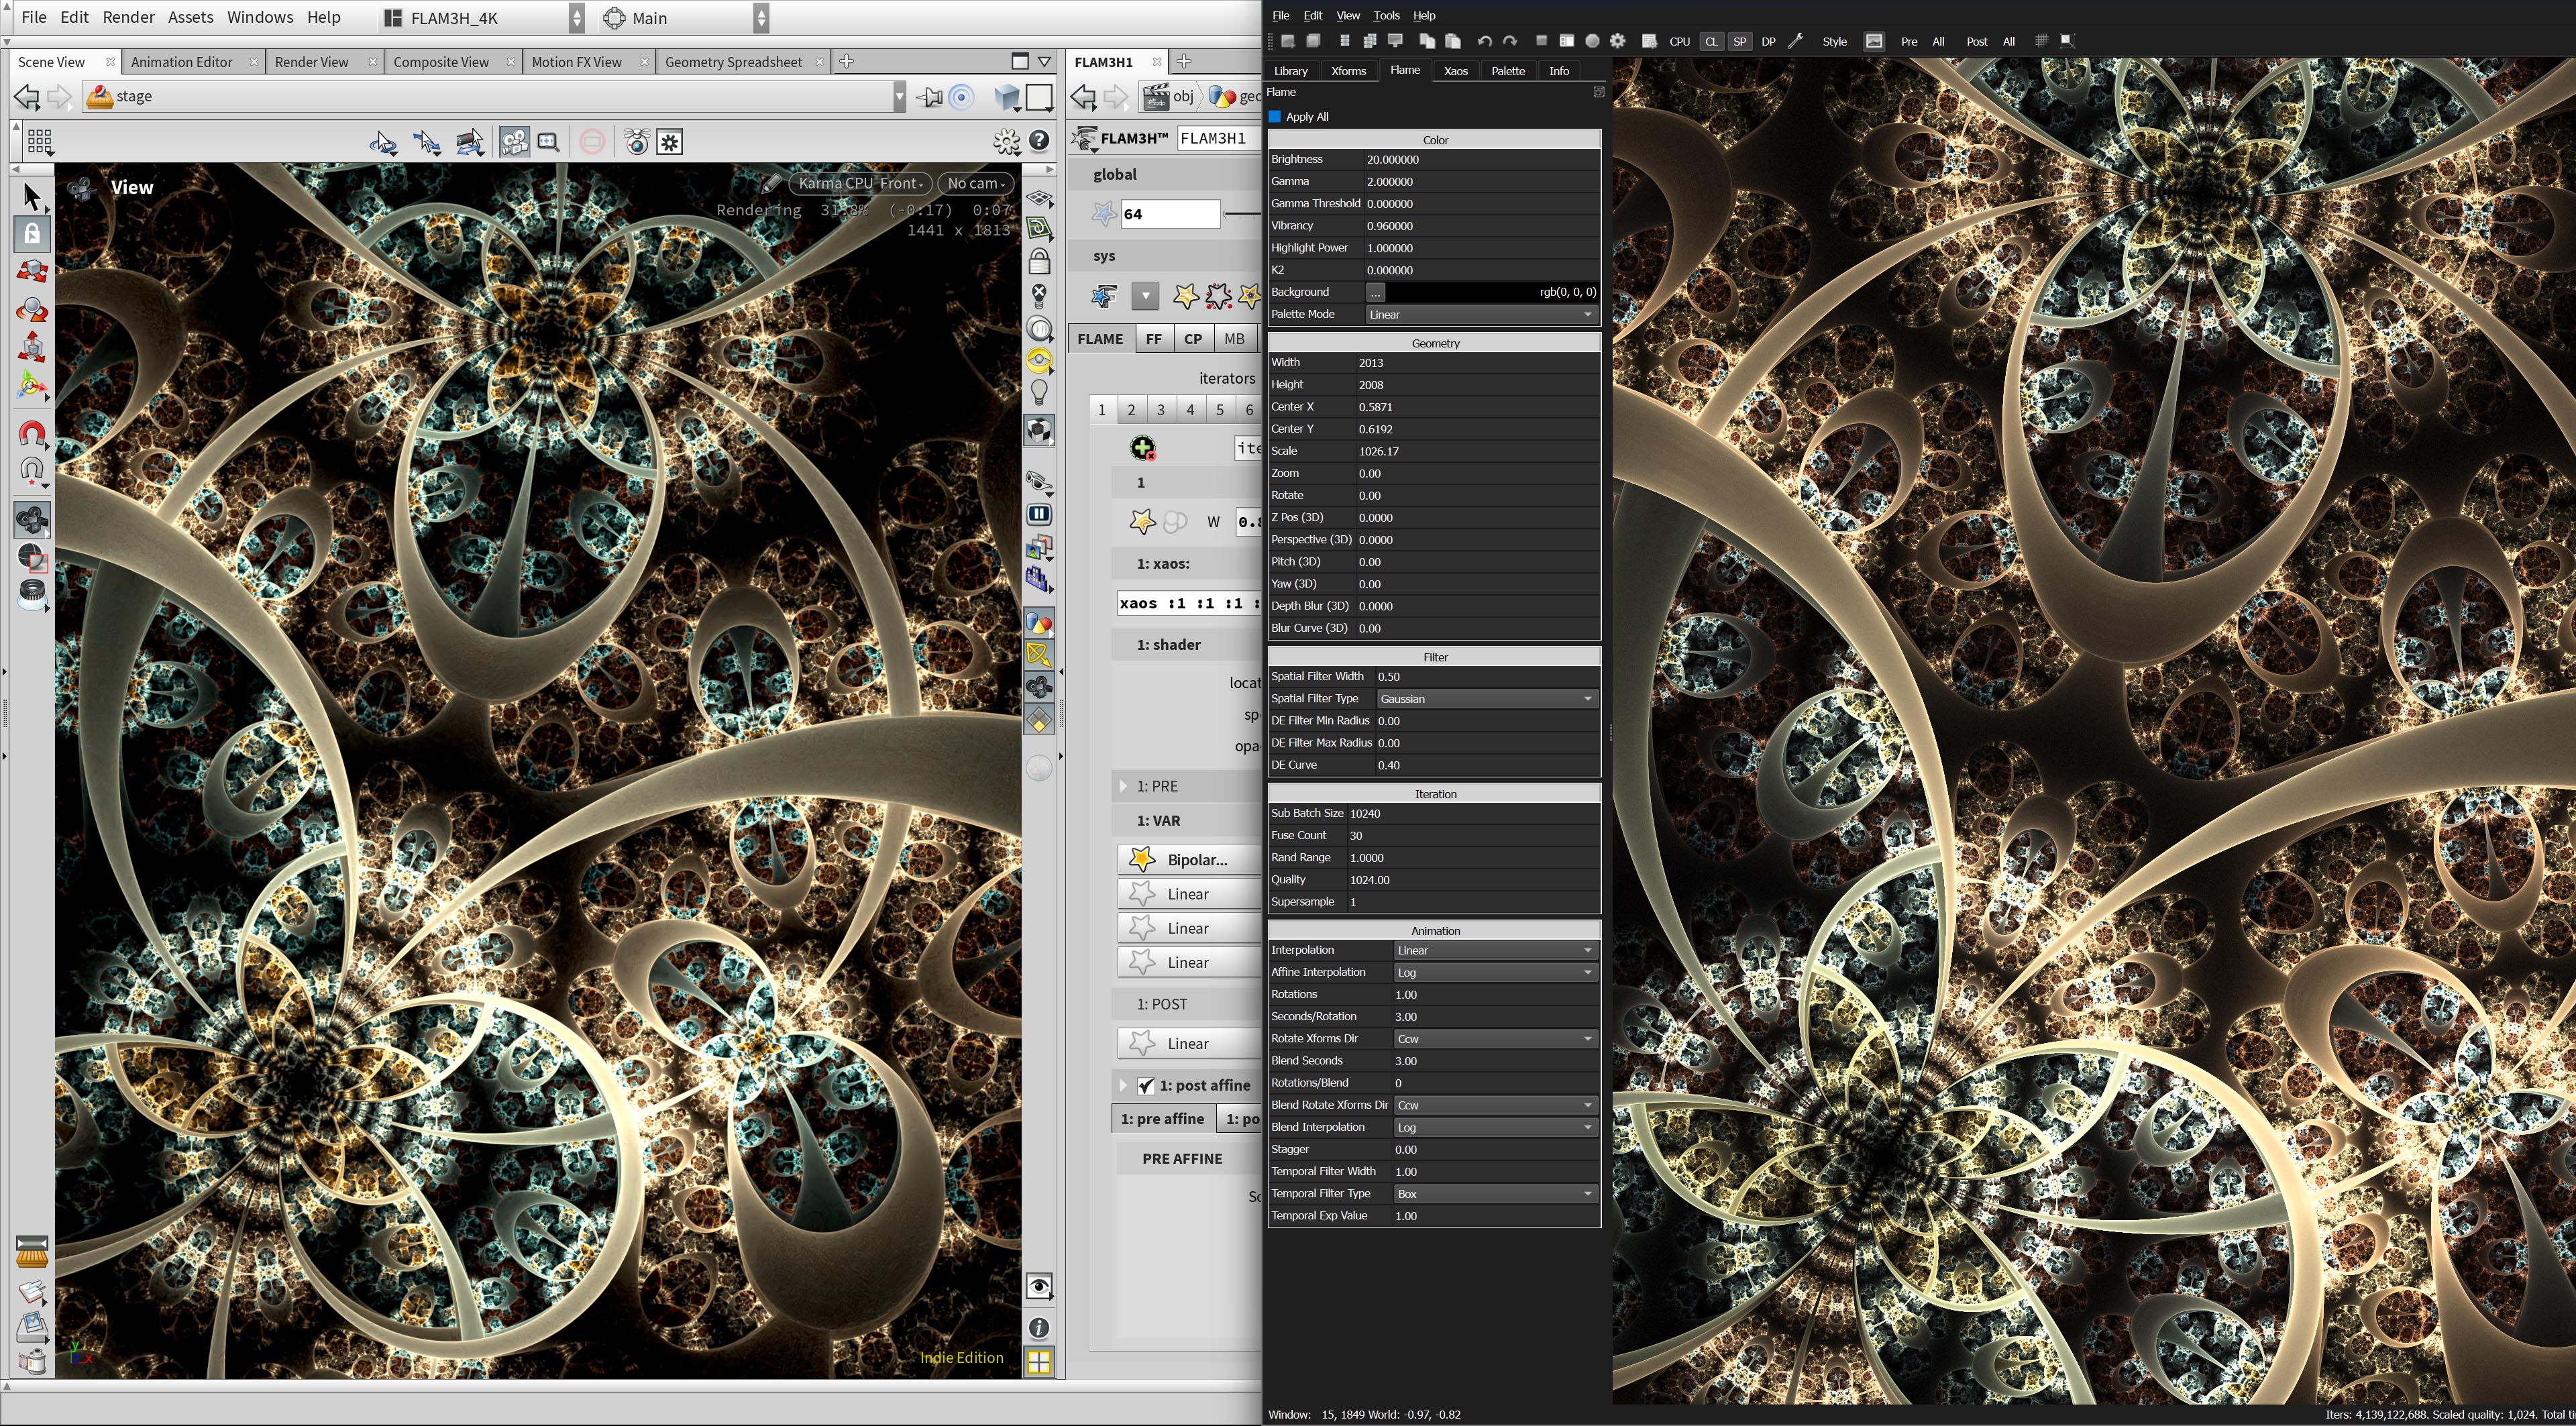 File Edit Render Assets Windows Help FLAM3H_4K Main
Scene View Animation Editor Render View Composite View Motion FX View Geometry Spreadsheet
stage
View
Karma CPU Front No cam
Rendering 31.8% (-0:17) 0:07
1441 x 1813
Indie Edition
y
x
FLAM3H1
obj geo
FLAM3H™ FLAM3H1
global
64
sys
FLAME FF CP MB
iterators
1 2 3 4 5 6
ite
1
W 0.8
1: xaos:
xaos :1 :1 :1 :
1: shader
locat
sp
opa
1: PRE
1: VAR
Bipolar...
Linear
Linear
Linear
1: POST
Linear
1: post affine
1: pre affine 1: po
PRE AFFINE
Sc
File Edit View Tools Help
CPU CL SP DP Style Pre All Post All
Library Xforms Flame Xaos Palette Info
Flame
Apply All
Color
Brightness 20.000000
Gamma 2.000000
Gamma Threshold 0.000000
Vibrancy 0.960000
Highlight Power 1.000000
K2 0.000000
Background ... rgb(0, 0, 0)
Palette Mode Linear
Geometry
Width 2013
Height 2008
Center X 0.5871
Center Y 0.6192
Scale 1026.17
Zoom 0.00
Rotate 0.00
Z Pos (3D) 0.0000
Perspective (3D) 0.0000
Pitch (3D) 0.00
Yaw (3D) 0.00
Depth Blur (3D) 0.0000
Blur Curve (3D) 0.00
Filter
Spatial Filter Width 0.50
Spatial Filter Type Gaussian
DE Filter Min Radius 0.00
DE Filter Max Radius 0.00
DE Curve 0.40
Iteration
Sub Batch Size 10240
Fuse Count 30
Rand Range 1.0000
Quality 1024.00
Supersample 1
Animation
Interpolation Linear
Affine Interpolation Log
Rotations 1.00
Seconds/Rotation 3.00
Rotate Xforms Dir Ccw
Blend Seconds 3.00
Rotations/Blend 0
Blend Rotate Xforms Dir Ccw
Blend Interpolation Log
Stagger 0.00
Temporal Filter Width 1.00
Temporal Filter Type Box
Temporal Exp Value 1.00
Window: 15, 1849 World: -0.97, -0.82
Iters: 4,139,122,688. Scaled quality: 1,024. Total ti